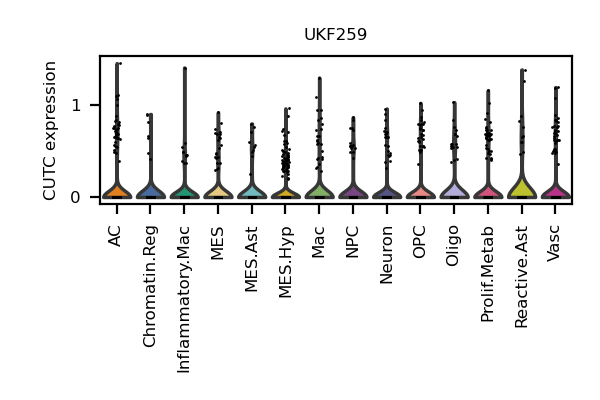 UKF259
CUTC expression
1
0
AC
Chromatin.Reg
Inflammatory.Mac
MES
MES.Ast
MES.Hyp
Mac
NPC
Neuron
OPC
Oligo
Prolif.Metab
Reactive.Ast
Vasc